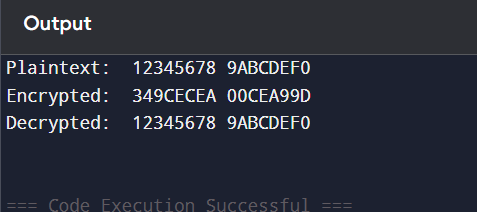 Output
Plaintext:  12345678 9ABCDEF0
Encrypted:  349CECEA 00CEA99D
Decrypted:  12345678 9ABCDEF0
=== Code Execution Successful ===